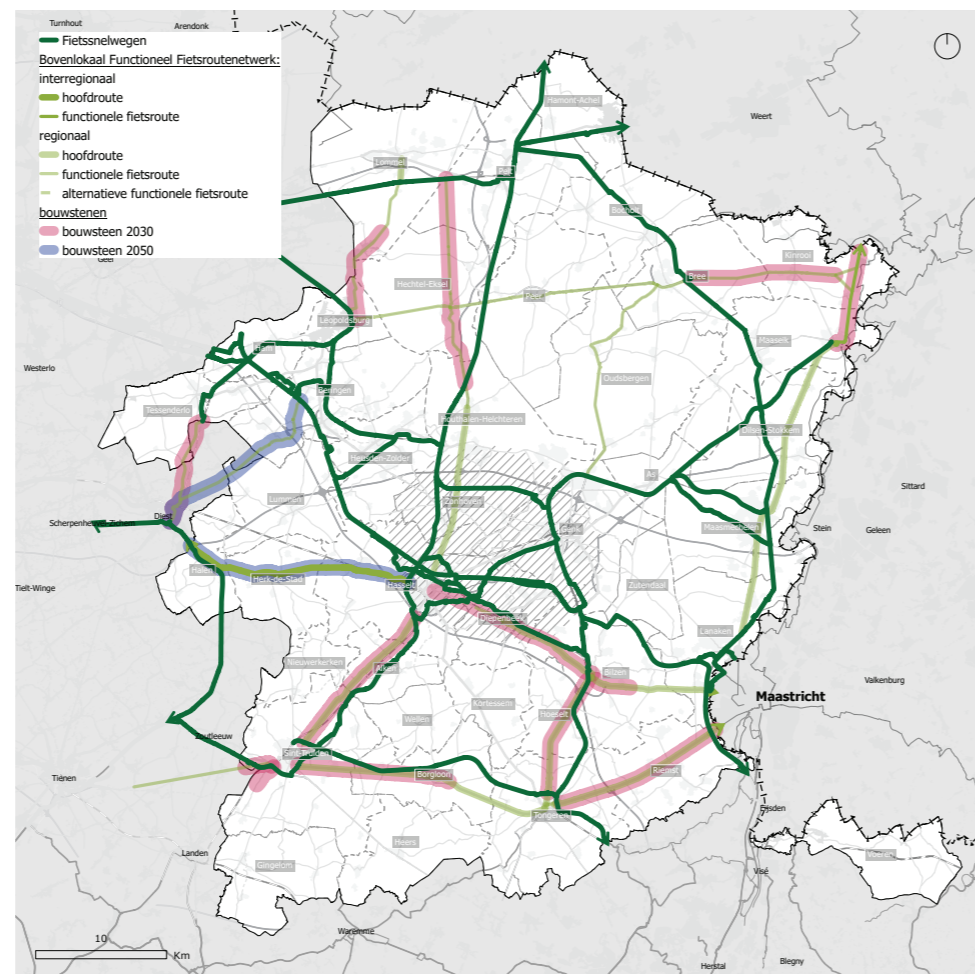 Turnhout
Arendonk
Fietssnelwegen
Bovenlokaal Functioneel Fietsroutenetwerk:
interregionaal
hoofdroute
functionele fietsroute
regionaal
hoofdroute
functionele fietsroute
alternatieve functionele fietsroute
bouwstenen
bouwsteen 2030
bouwsteen 2050
Geel
Hamont-Achel
Weert
Lommel
Pelt
Bocholt
Kinrooi
Bree
Hechtel-Eksel
Peer
Leopoldsburg
Maaseik
Ham
Westerlo
Oudsbergen
Beringen
Tessenderlo
Houthalen-Helchteren
Dilsen-Stokkem
Heusden-Zolder
As
Sittard
Lummen
Zonhoven
Diest
Scherpenheuvel-Zichem
Genk
Maasmechelen
Stein
Geleen
Halen
Herk-de-Stad
Hasselt
Tielt-Winge
Zutendaal
Diepenbeek
Lanaken
Nieuwerkerken
Alken
Bilzen
Valkenburg
Maastricht
Kortessem
Wellen
Hoeselt
Zoutleeuw
Sint-Truiden
Borgloon
Riemst
Tienen
Tongeren
Eijsden
Heers
Landen
Gingelom
Voeren
Visé
Waremme
Herstal
Blegny
10
Km